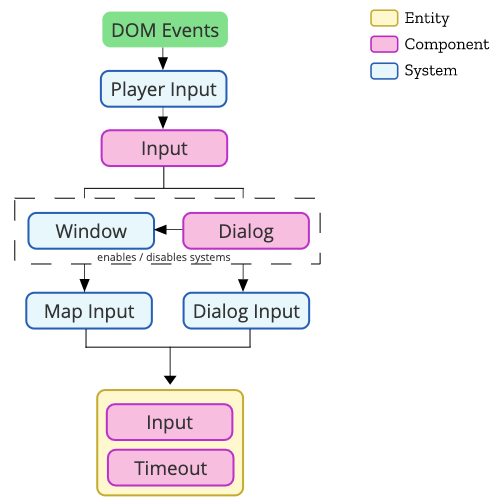 DOM Events
Entity
Component
System
Player Input
Input
Window
Dialog
enables / disables systems
Map Input
Dialog Input
Input
Timeout